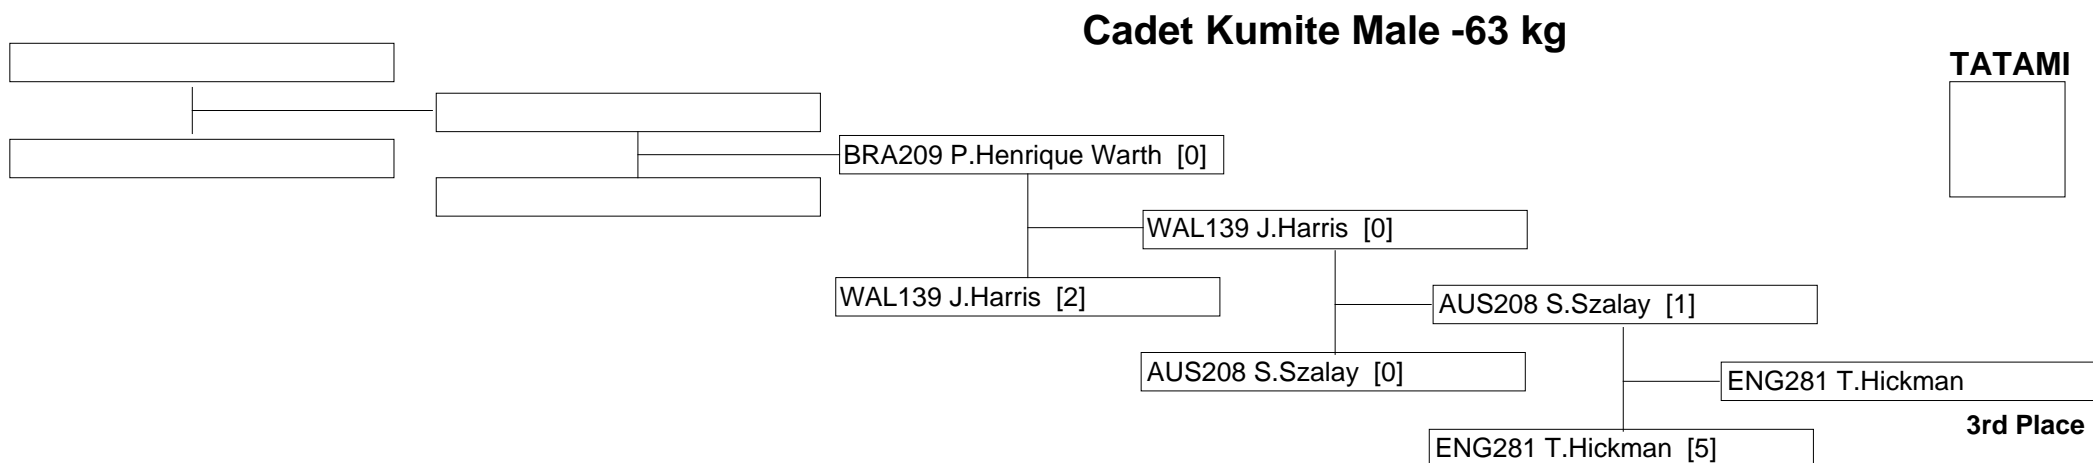 Cadet Kumite Male -63 kg
TATAMI
BRA209 P.Henrique Warth [0]
WAL139 J.Harris [0]
WAL139 J.Harris [2]
AUS208 S.Szalay [1]
AUS208 S.Szalay [0]
ENG281 T.Hickman
3rd Place
ENG281 T.Hickman [5]